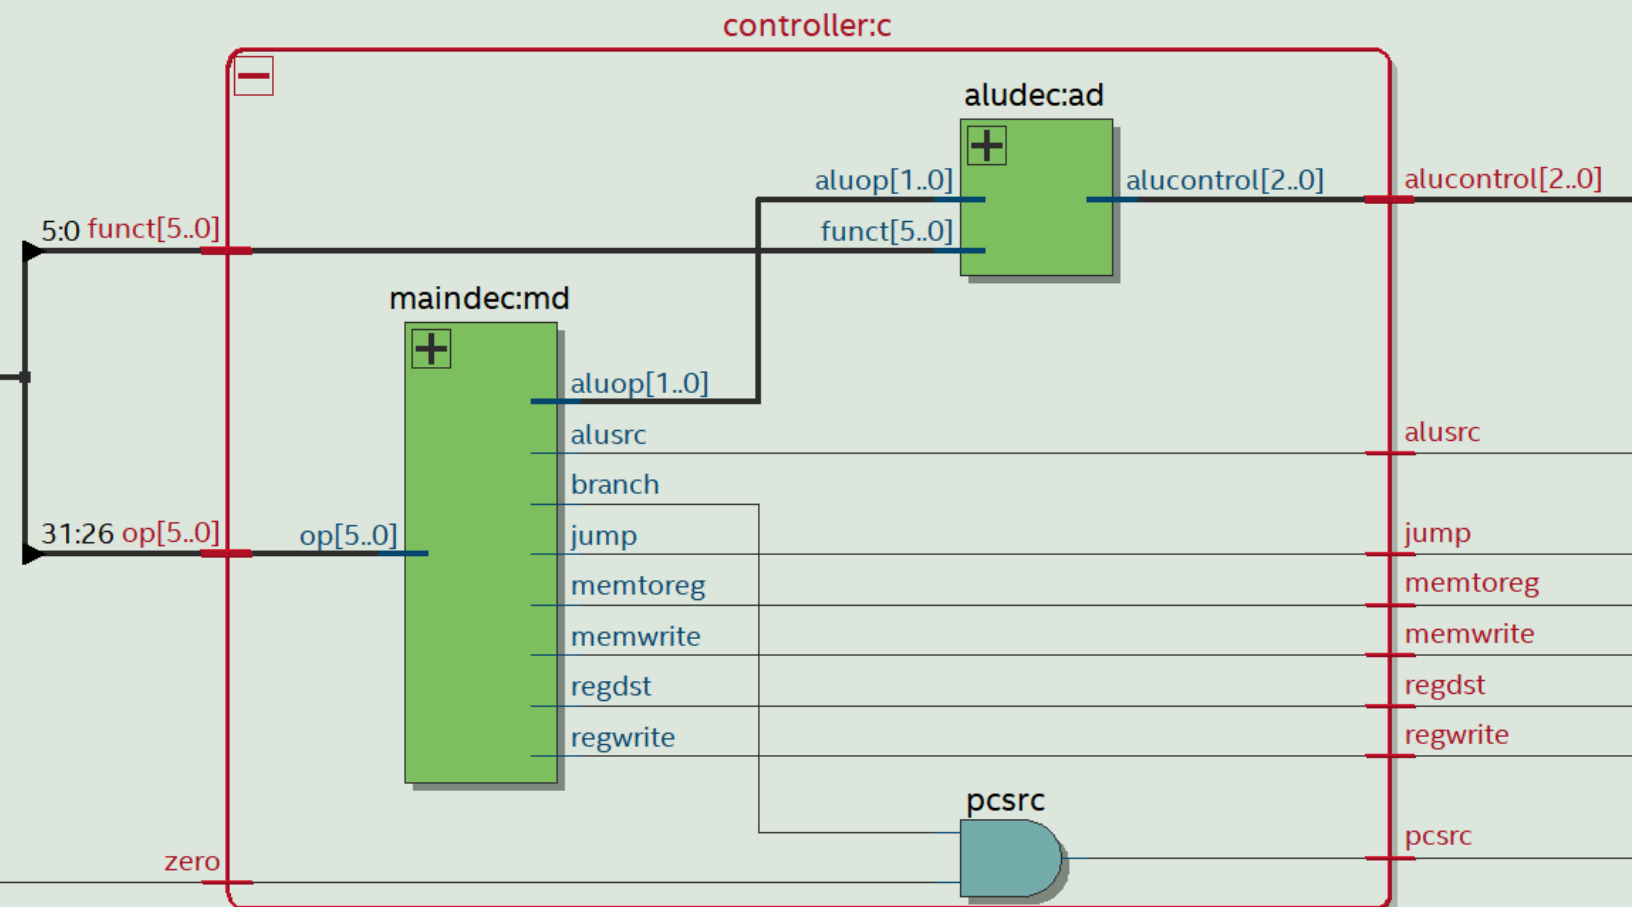 controller:c
aludec:ad
aluop[1..0]
alucontrol[2..0]
alucontrol[2..0]
5:0 funct[5..0]
funct[5..0]
maindec:md
aluop[1..0]
alusrc
alusrc
branch
31:26 op[5..0]
op[5..0]
jump
jump
memtoreg
memtoreg
memwrite
memwrite
regdst
regdst
regwrite
regwrite
pcsrc
pcsrc
zero